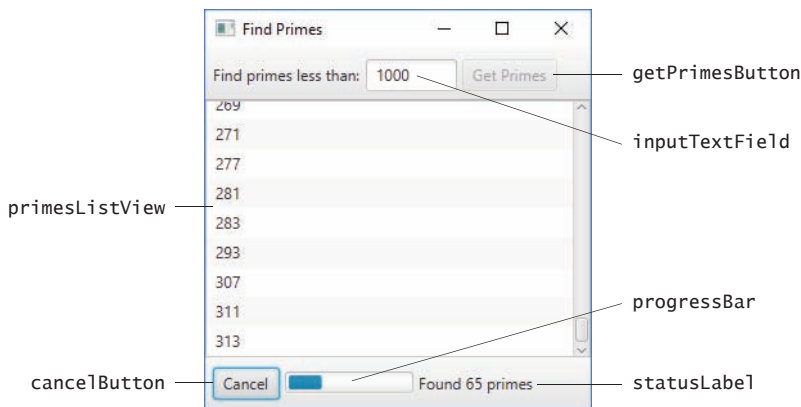 Find Primes
Find primes less than: 1000 Get Primes
getPrimesButton
inputTextField
269
271
277
281
primesListView
283
293
307
311
progressBar
313
cancelButton
Cancel
Found 65 primes
statusLabel